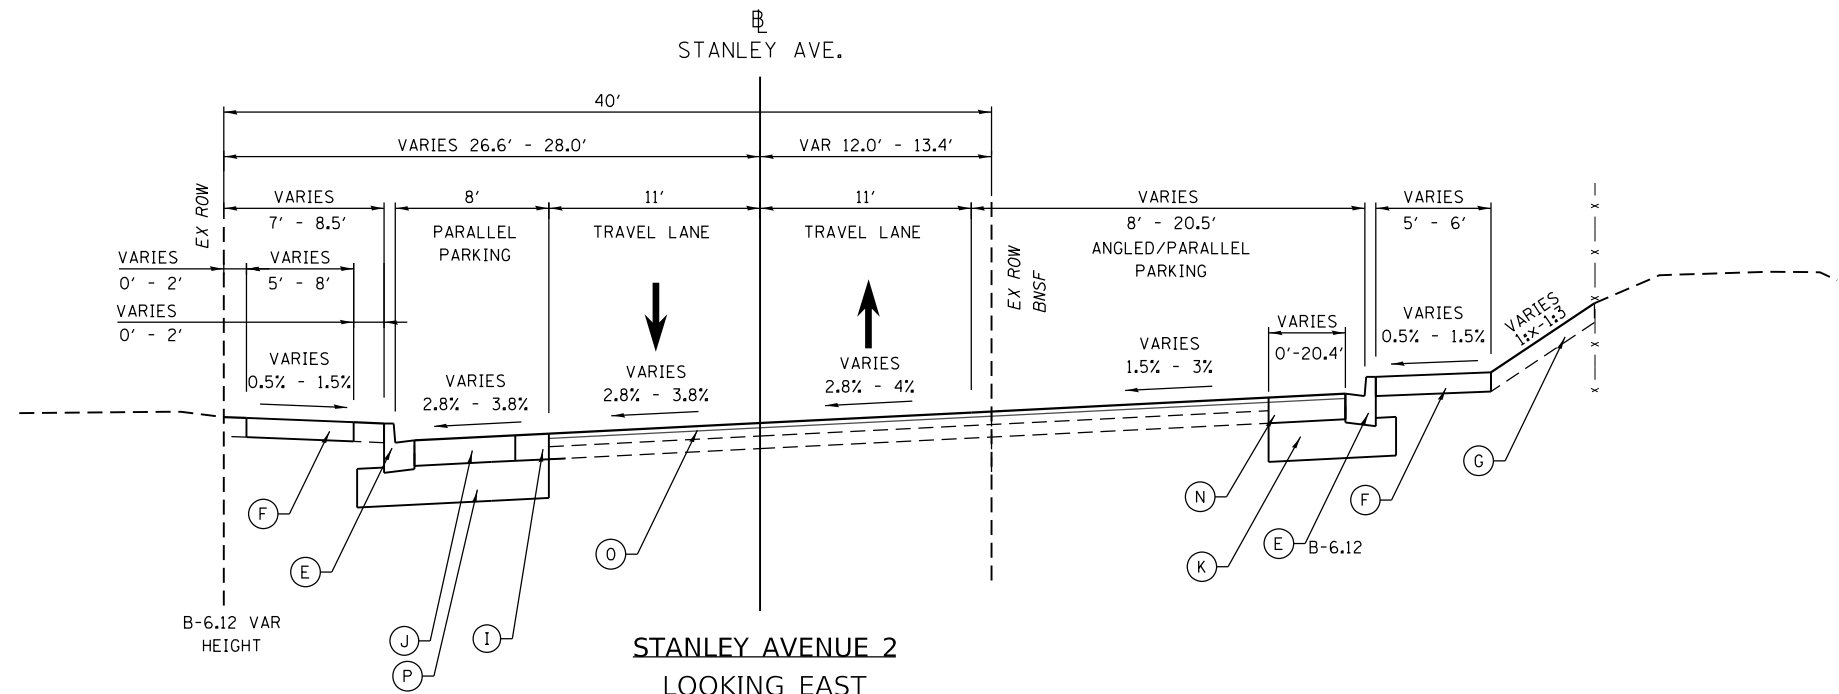 BL
STANLEY AVE.
40'
VARIES 26.6' - 28.0'
VAR 12.0' - 13.4'
EX ROW
VARIES
7' - 8.5'
8'
PARALLEL
PARKING
11'
TRAVEL LANE
11'
TRAVEL LANE
EX ROW
BNSF
VARIES
8' - 20.5'
ANGLED/PARALLEL
PARKING
VARIES
5' - 6'
VARIES
0' - 2'
VARIES
5' - 8'
VARIES
0' - 2'
VARIES
0.5% - 1.5%
VARIES
2.8% - 3.8%
VARIES
2.8% - 3.8%
VARIES
2.8% - 4%
VARIES
1.5% - 3%
VARIES
0'-20.4'
VARIES
0.5% - 1.5%
VARIES
1:X-1:3
X
X
X
X
X
F
E
J
P
I
O
N
K
E
B-6.12
F
G
B-6.12 VAR
HEIGHT
STANLEY AVENUE 2
LOOKING EAST